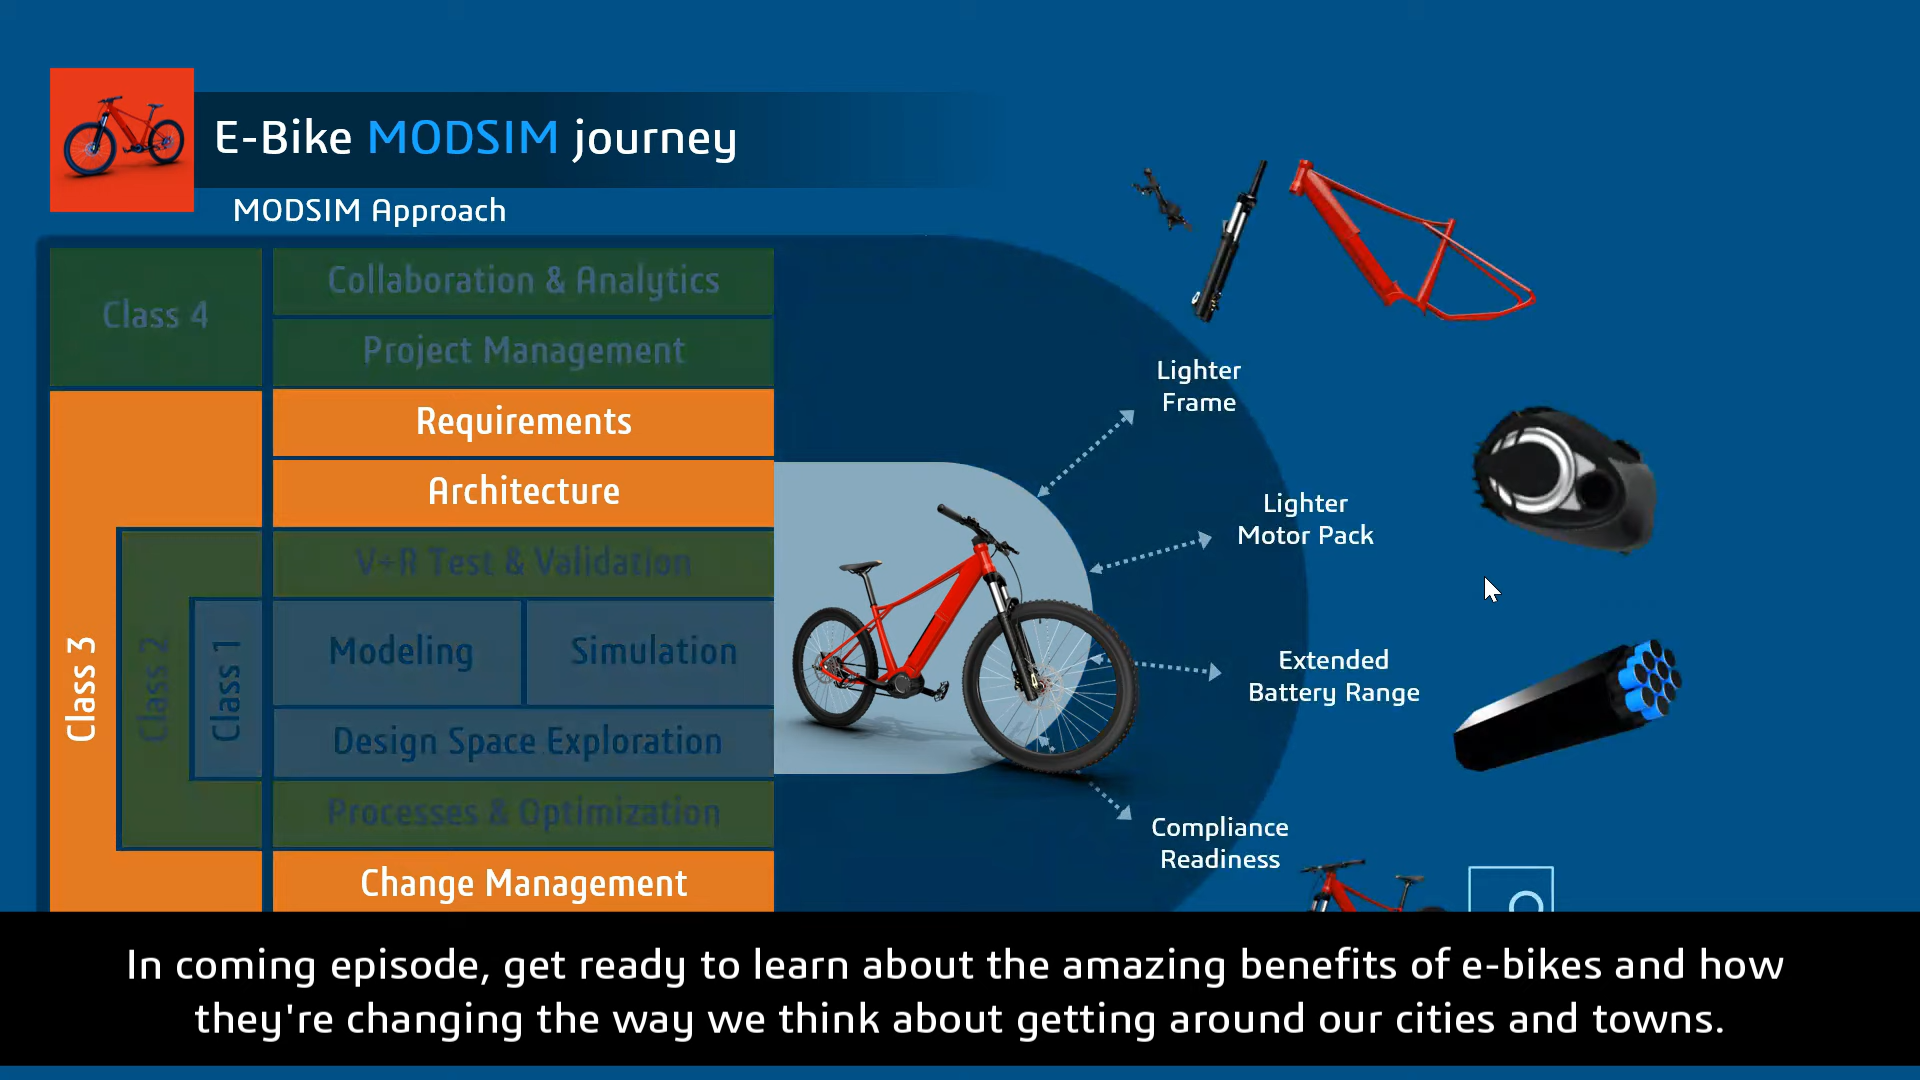 E-Bike MODSIM journey
MODSIM Approach
Class 4
Collaboration & Analytics
Project Management
Requirements
Architecture
V+R Test & Validation
Class 3
Class 2
Class 1
Modeling
Simulation
Design Space Exploration
Processes & Optimization
Change Management
Lighter
Frame
Lighter
Motor Pack
Extended
Battery Range
Compliance
Readiness
In coming episode, get ready to learn about the amazing benefits of e-bikes and how
they're changing the way we think about getting around our cities and towns.